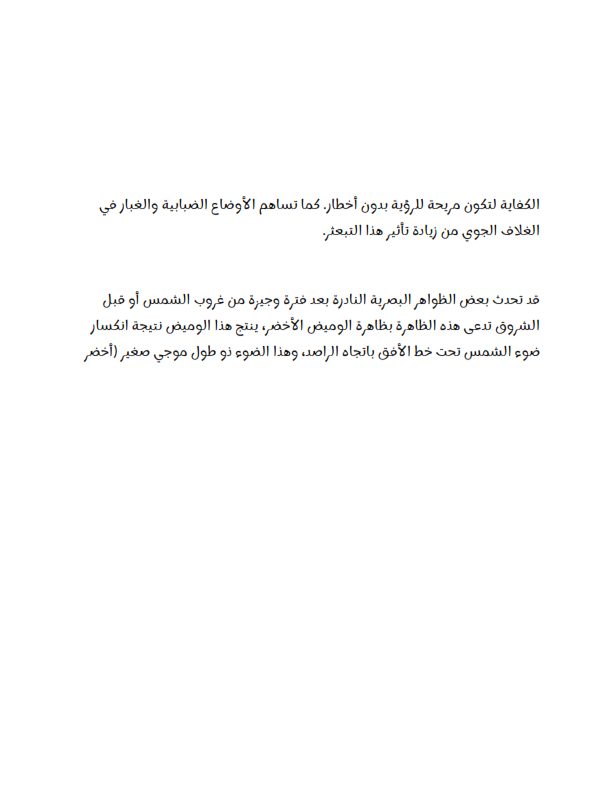 الكفاية لتكون مريحة للرؤية بدون أخطار. كما تساهم الأوضاع الضبابية والغبار في
الغلاف الجوي من زيادة تأثير هذا التبعثر.
قد تحدث بعض الظواهر البصرية النادرة بعد فترة وجيزة من غروب الشمس أو قبل
الشروق تدعى هذه الظاهرة بظاهرة الوميض الأخضر، ينتج هذا الوميض نتيجة انكسار
ضوء الشمس تحت خط الأفق باتجاه الراصد، وهذا الضوء ذو طول موجي صغير (أخضر